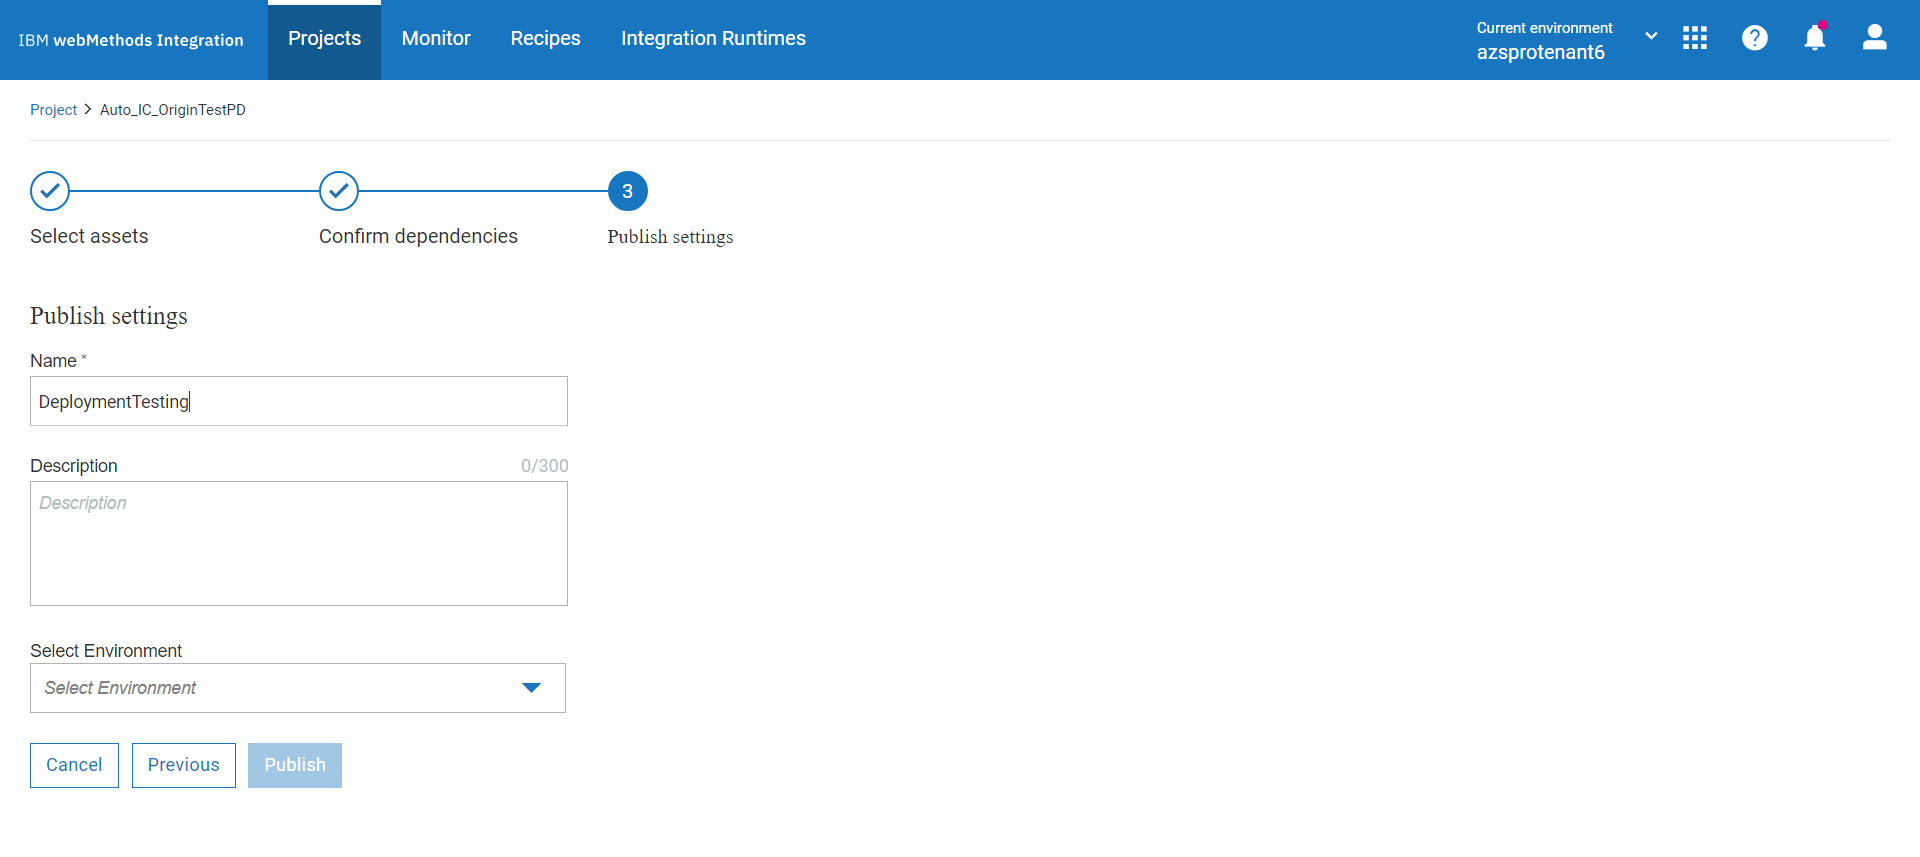 IBM webMethods Integration
Projects
Monitor
Recipes
Integration Runtimes
Current environment
azsprotenant6
Project > Auto_IC_OriginTestPD
3
Select assets
Confirm dependencies
Publish settings
Publish settings
Name *
DeploymentTesting
Description 0/300
Description
Select Environment
Select Environment
Cancel
Previous
Publish